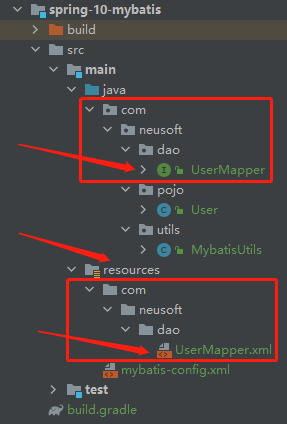 spring-10-mybatis
build
src
main
java
com
neusoft
dao
UserMapper
pojo
User
utils
MybatisUtils
resources
com
neusoft
dao
UserMapper.xml
mybatis-config.xml
test
build.gradle